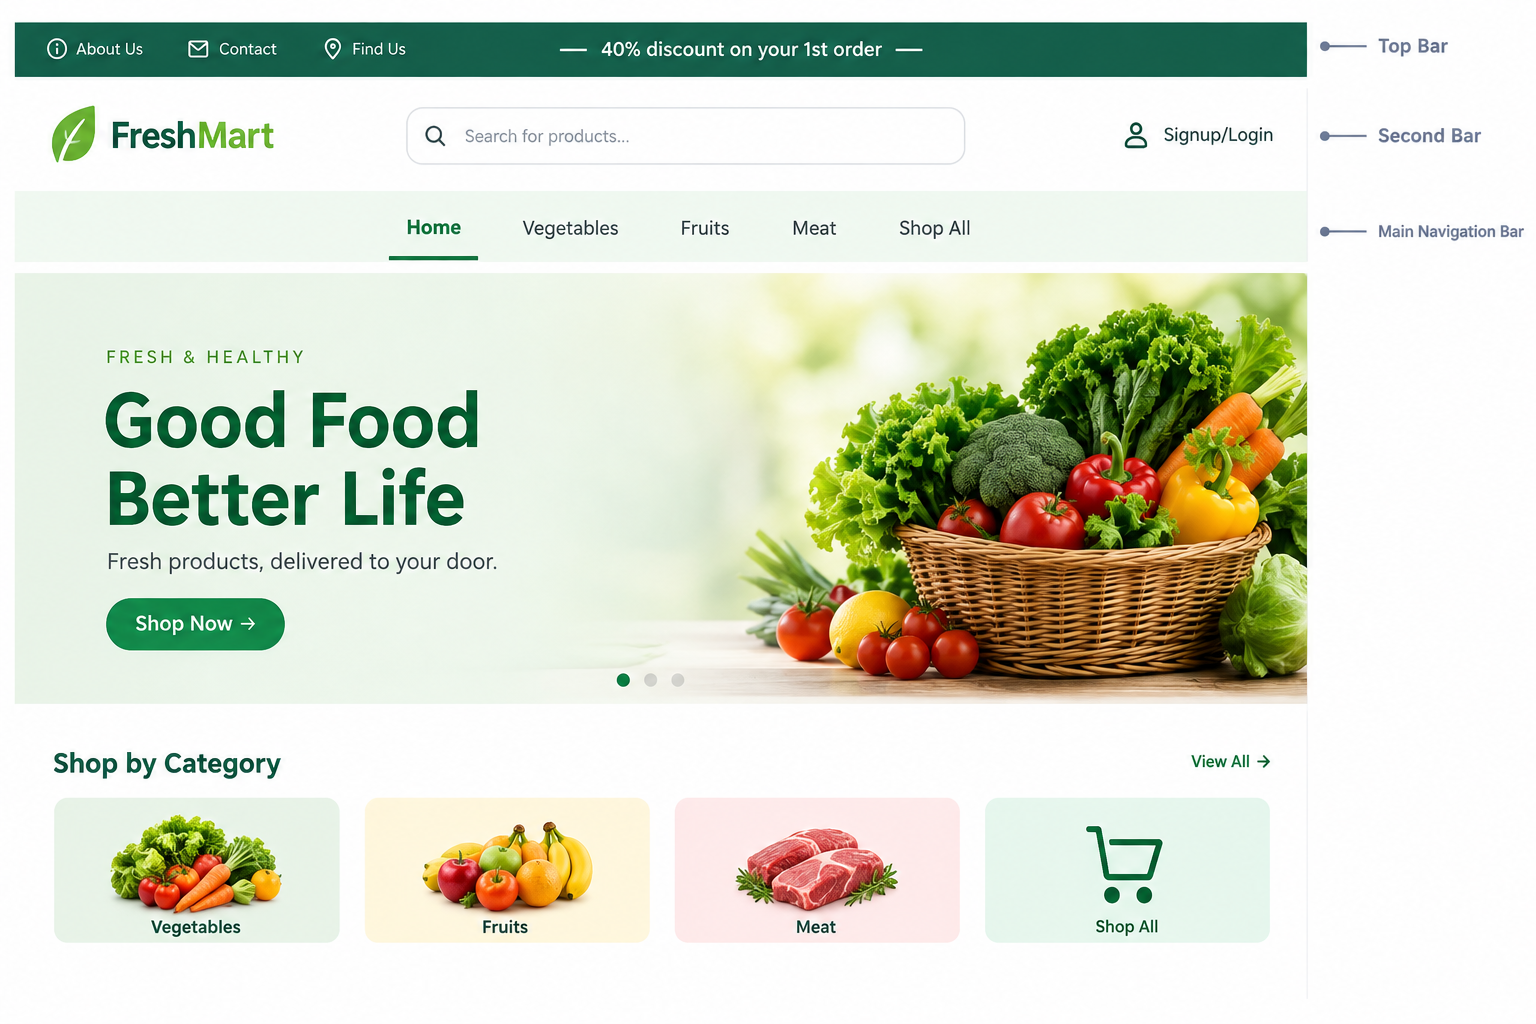 About Us
Contact
Find Us
— 40% discount on your 1st order —
Top Bar
FreshMart
Search for products...
Signup/Login
Second Bar
Home
Vegetables
Fruits
Meat
Shop All
Main Navigation Bar
FRESH & HEALTHY
Good Food
Better Life
Fresh products, delivered to your door.
Shop Now →
Shop by Category
View All →
Vegetables
Fruits
Meat
Shop All